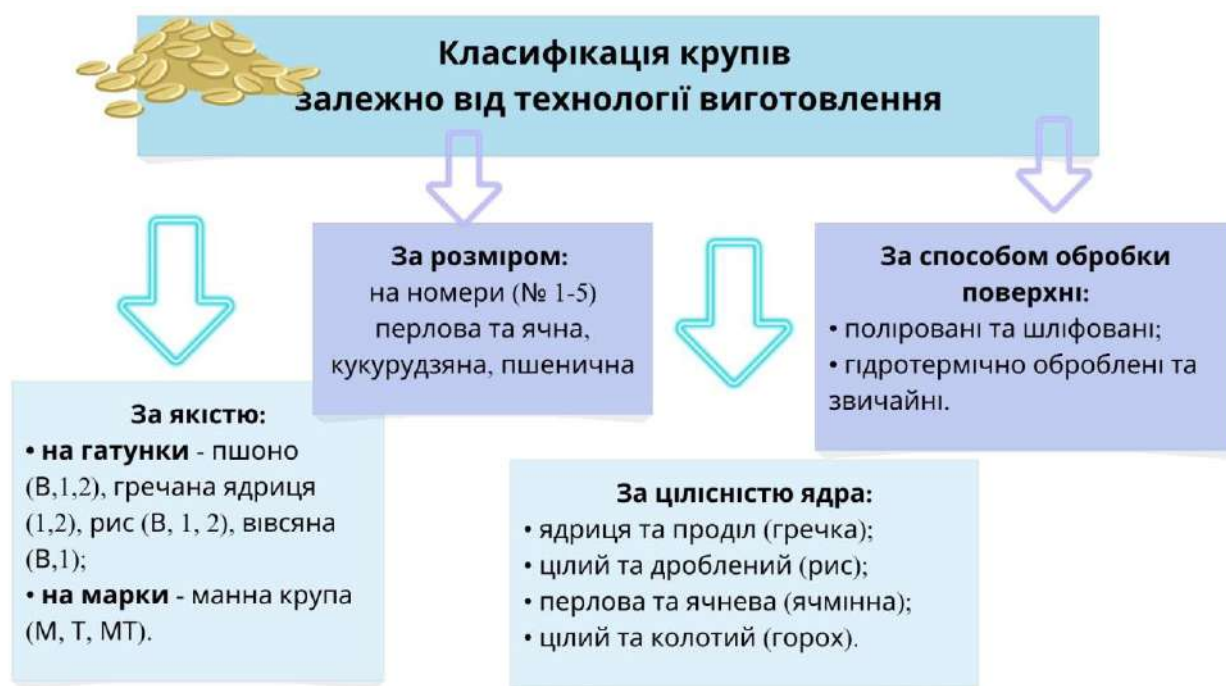 Класифікація крупів
залежно від технології виготовлення
За якістю:
• на гатунки - пшоно
(В,1,2), гречана ядриця
(1,2), рис (В, 1, 2), вівсяна
(В,1);
• на марки - манна крупа
(М, Т, МТ).
За розміром:
на номери (№ 1-5)
перлова та ячна,
кукурудзяна, пшенична
За цілісністю ядра:
• ядриця та проділ (гречка);
• цілий та дроблений (рис);
• перлова та ячнева (ячмінна);
• цілий та колотий (горох).
За способом обробки
поверхні:
• поліровані та шліфовані;
• гідротермічно оброблені та
звичайні.